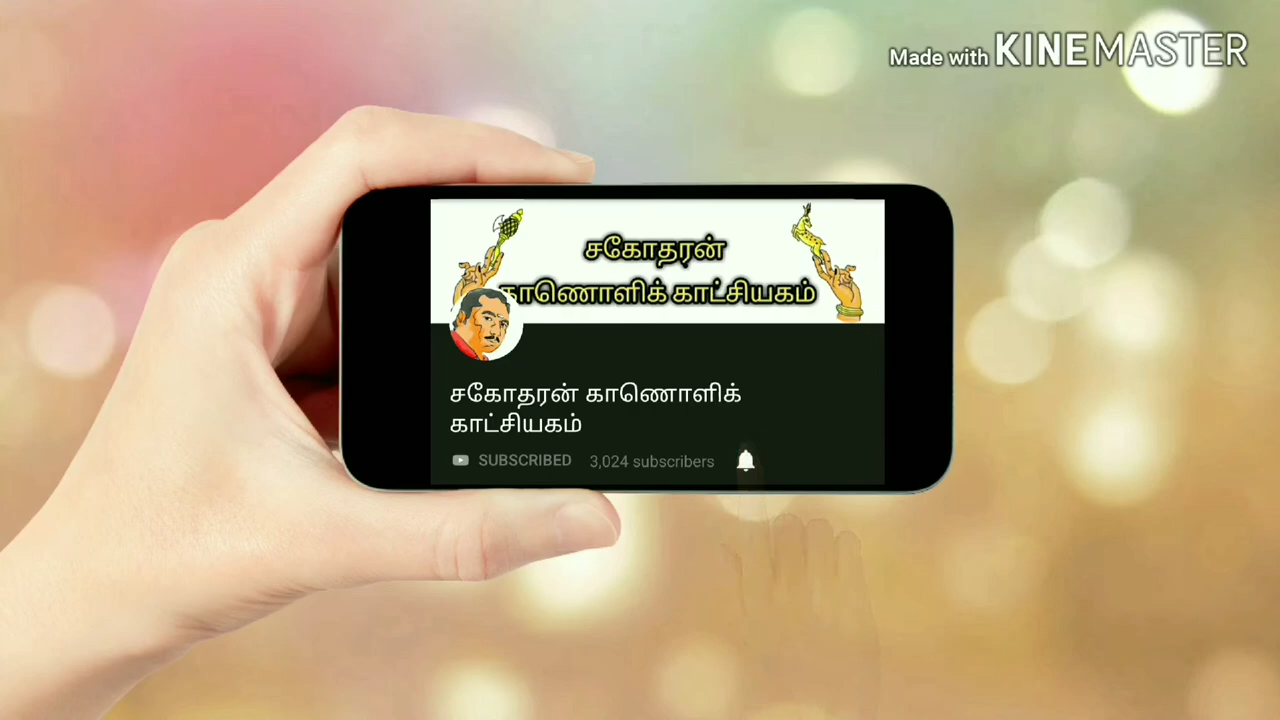 Made with KINEMASTER
சகோதரன்
காணொளிக் காட்சியகம்
சகோதரன் காணொளிக்
காட்சியகம்
SUBSCRIBED 3,024 subscribers